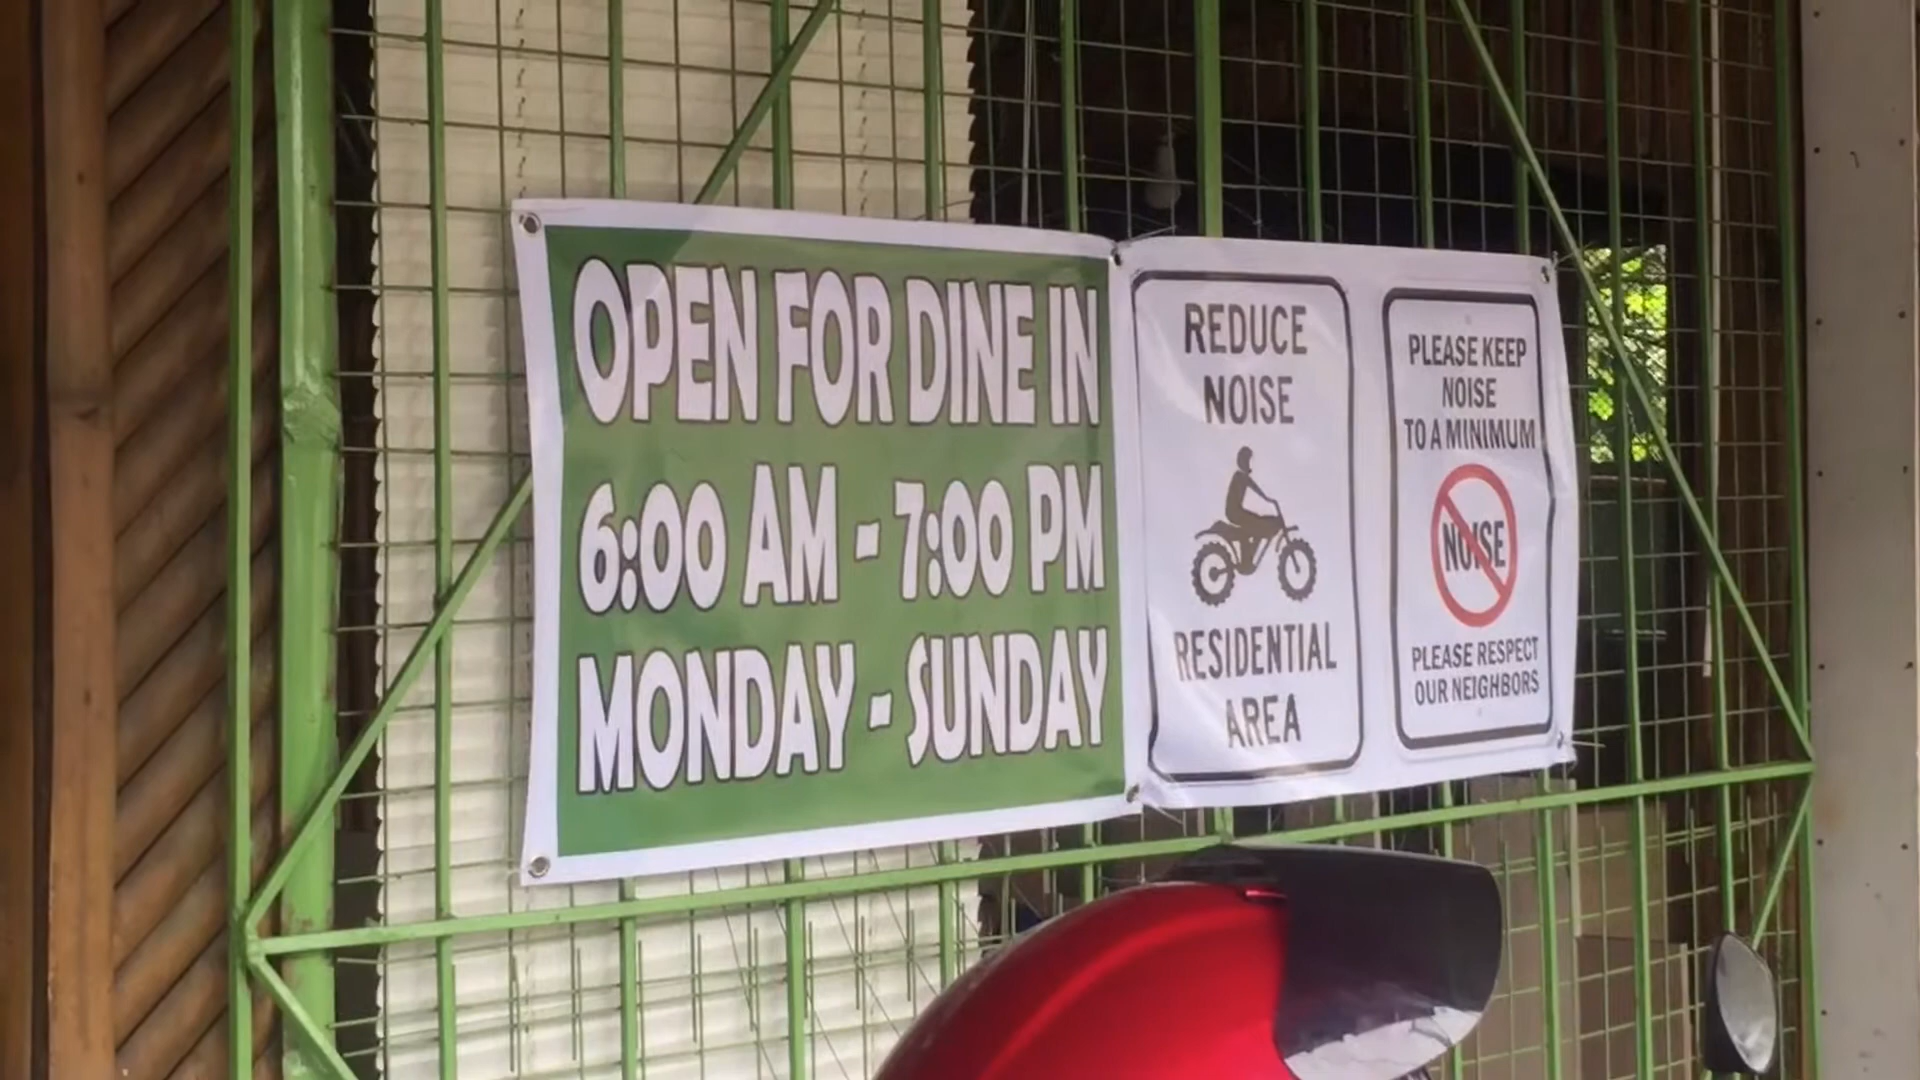 OPEN FOR DINE IN
6:00 AM - 7:00 PM
MONDAY - SUNDAY
REDUCE
NOISE
RESIDENTIAL
AREA
PLEASE KEEP
NOISE
TO A MINIMUM
NOISE
PLEASE RESPECT
OUR NEIGHBORS